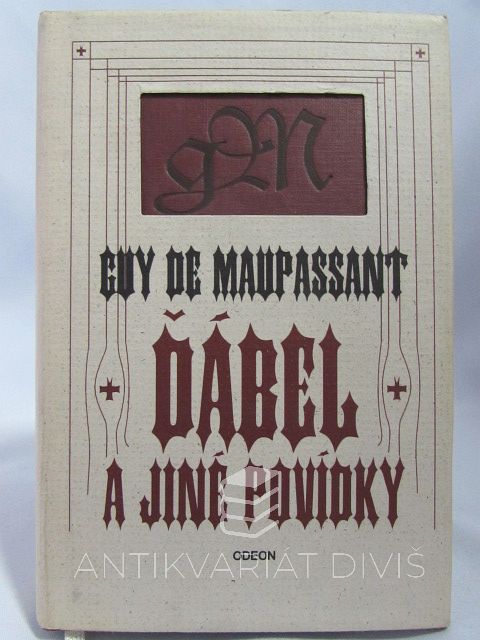 gM
GUY DE MAUPASSANT
ĎÁBEL
A JINÉ POVÍDKY
ODEON
ANTIKVARIÁT DIVIŠ